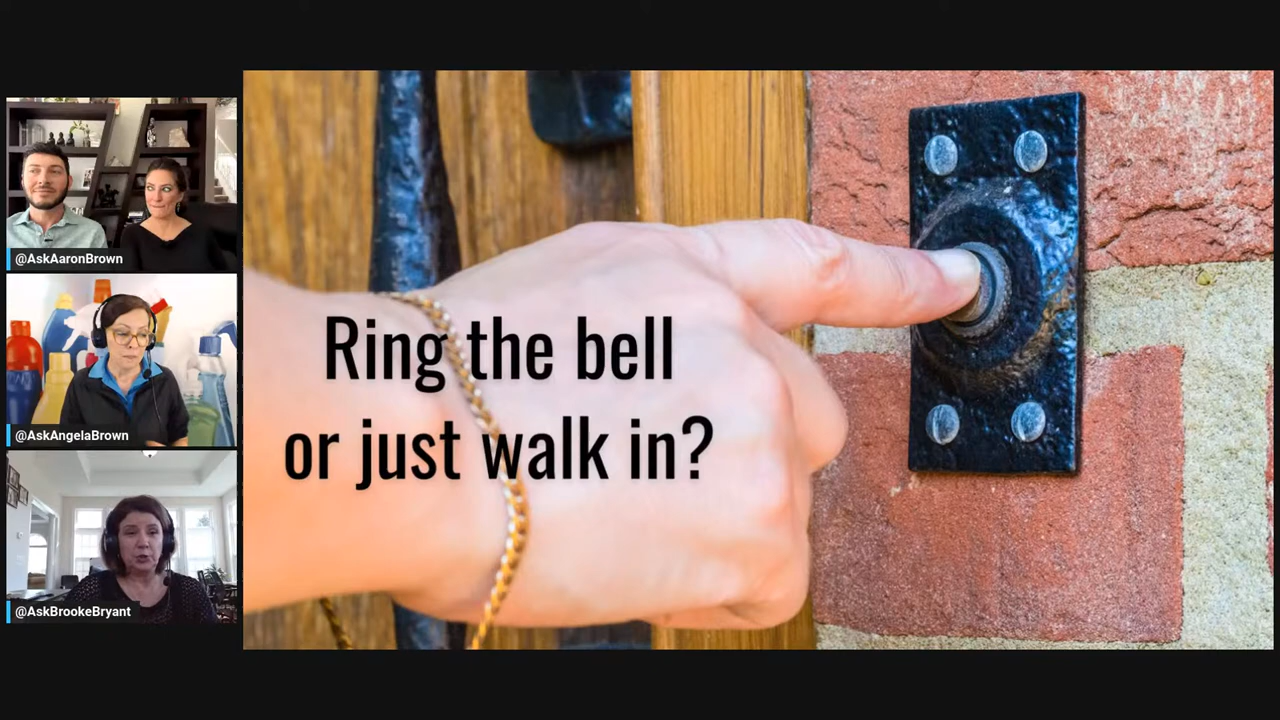 @AskAaronBrown
@AskAngelaBrown
@AskBrookeBryant
Ring the bell
or just walk in?